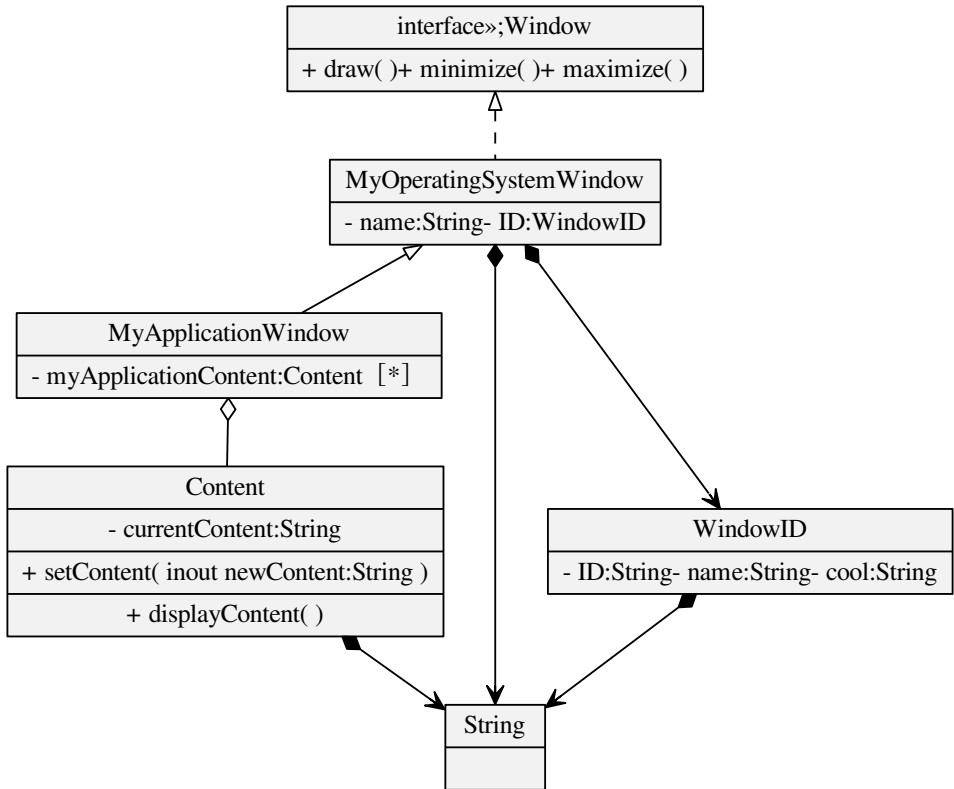 interface»;Window
+ draw( )+ minimize( )+ maximize( )
MyOperatingSystemWindow
- name:String- ID:WindowID
MyApplicationWindow
- myApplicationContent:Content [*]
Content
- currentContent:String
+ setContent( inout newContent:String )
+ displayContent( )
WindowID
- ID:String- name:String- cool:String
String